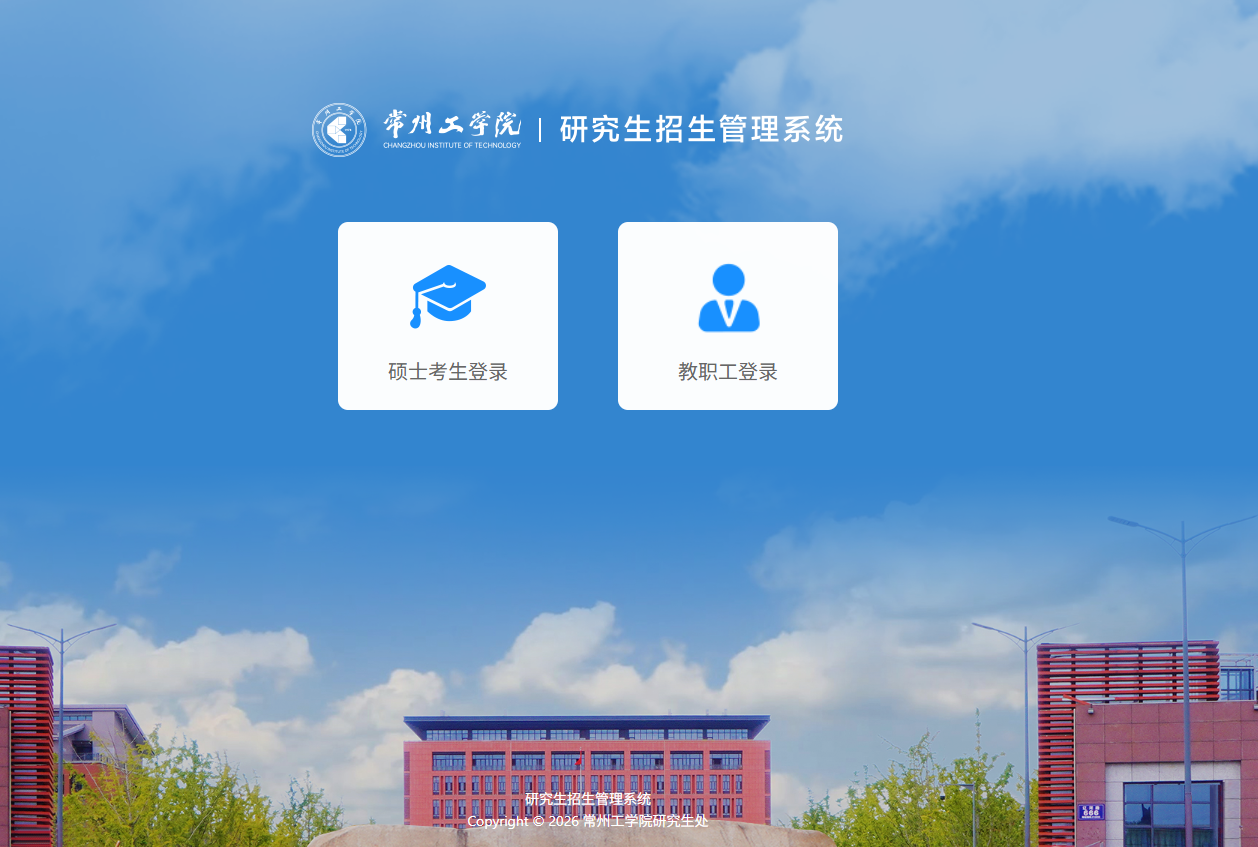 常州工学院
CHANGZHOU INSTITUTE OF TECHNOLOGY
研究生招生管理系统
硕士考生登录
教职工登录
666
研究生招生管理系统
Copyright © 2026 常州工学院研究生处